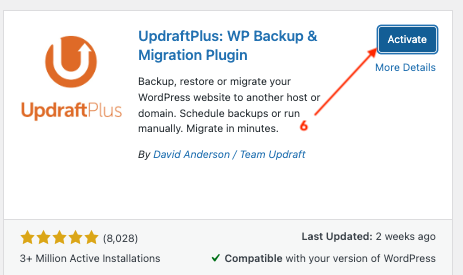 UpdraftPlus: WP Backup &
Migration Plugin
Activate
More Details
UpdraftPlus
Backup, restore or migrate your
WordPress website to another host or
domain. Schedule backups or run
manually. Migrate in minutes.
6
By David Anderson / Team Updraft
(8,028)
Last Updated: 2 weeks ago
3+ Million Active Installations
Compatible with your version of WordPress